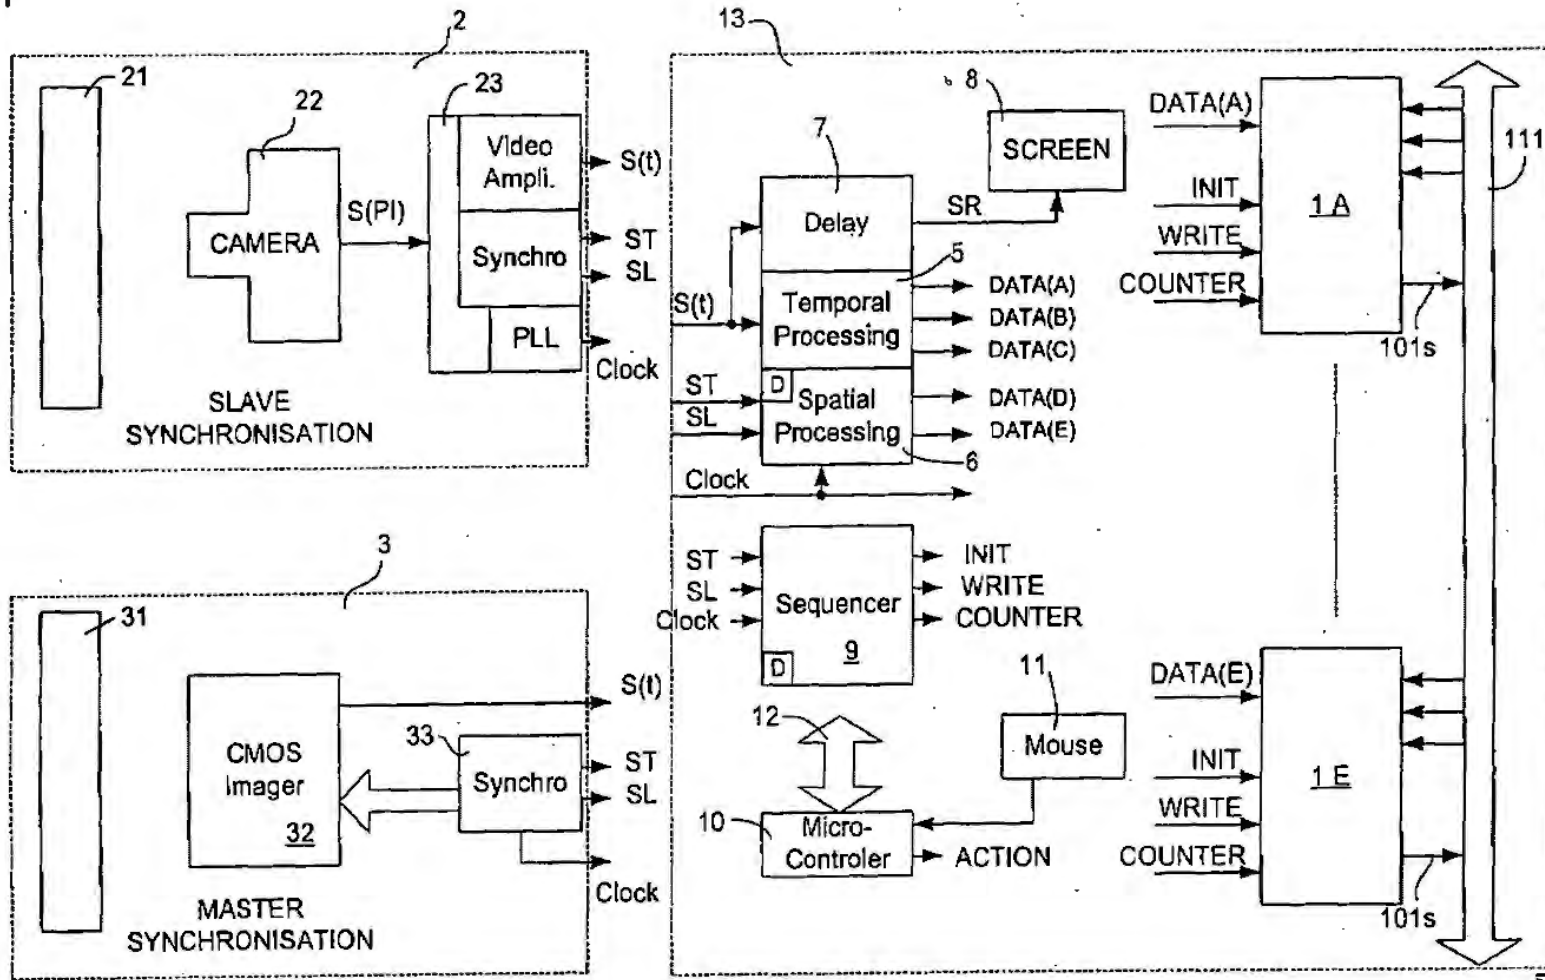 2
21
22
23
Video
Ampli.
S(t)
S(PI)
CAMERA
Synchro
ST
SL
PLL
Clock
SLAVE
SYNCHRONISATION
3
31
CMOS
Imager
32
33
Synchro
S(t)
ST
SL
Clock
MASTER
SYNCHRONISATION
13
8
SCREEN
7
Delay
SR
5
S(t)
Temporal
Processing
DATA(A)
DATA(B)
DATA(C)
ST
SL
D
Spatial
Processing
6
DATA(D)
DATA(E)
Clock
ST
SL
Clock
Sequencer
9
D
INIT
WRITE
COUNTER
12
11
Mouse
10
Micro-
Controler
ACTION
DATA(A)
INIT
WRITE
COUNTER
1 A
101s
111
DATA(E)
INIT
WRITE
COUNTER
1 E
101s